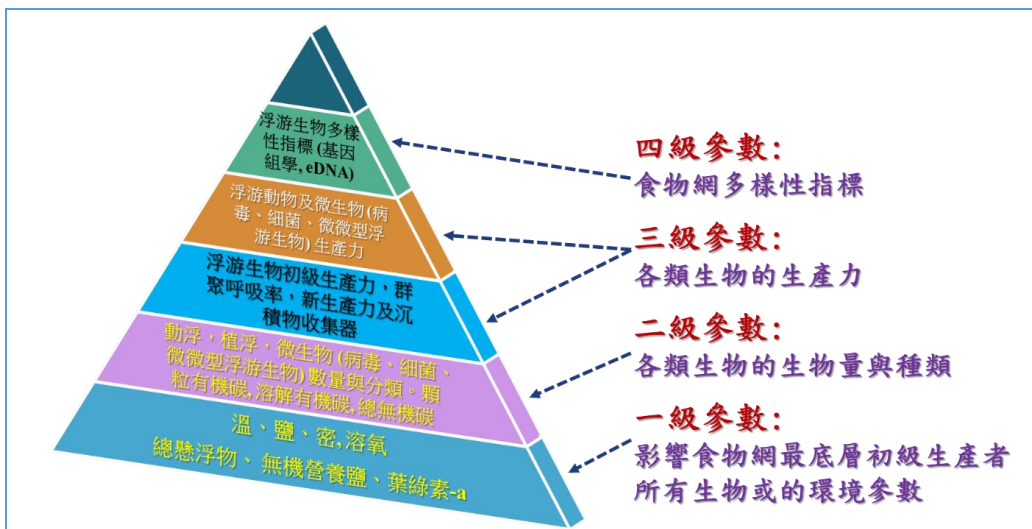 浮游生物多樣
性指標 (基因
組學, eDNA)
浮游動物及微生物 (病
毒、細菌、微微型浮
游生物) 生產力
浮游生物初級生產力，群
聚呼吸率，新生產力及沉
積物收集器
動浮，植浮，微生物 (病毒、細菌、
微微型浮游生物) 數量與分類。顆
粒有機碳, 溶解有機碳, 總無機碳
溫、鹽、密, 溶氧
總懸浮物、無機營養鹽、葉綠素-a
四級參數:
食物網多樣性指標
三級參數:
各類生物的生產力
二級參數:
各類生物的生物量與種類
一級參數:
影響食物網最底層初級生產者
所有生物或的環境參數